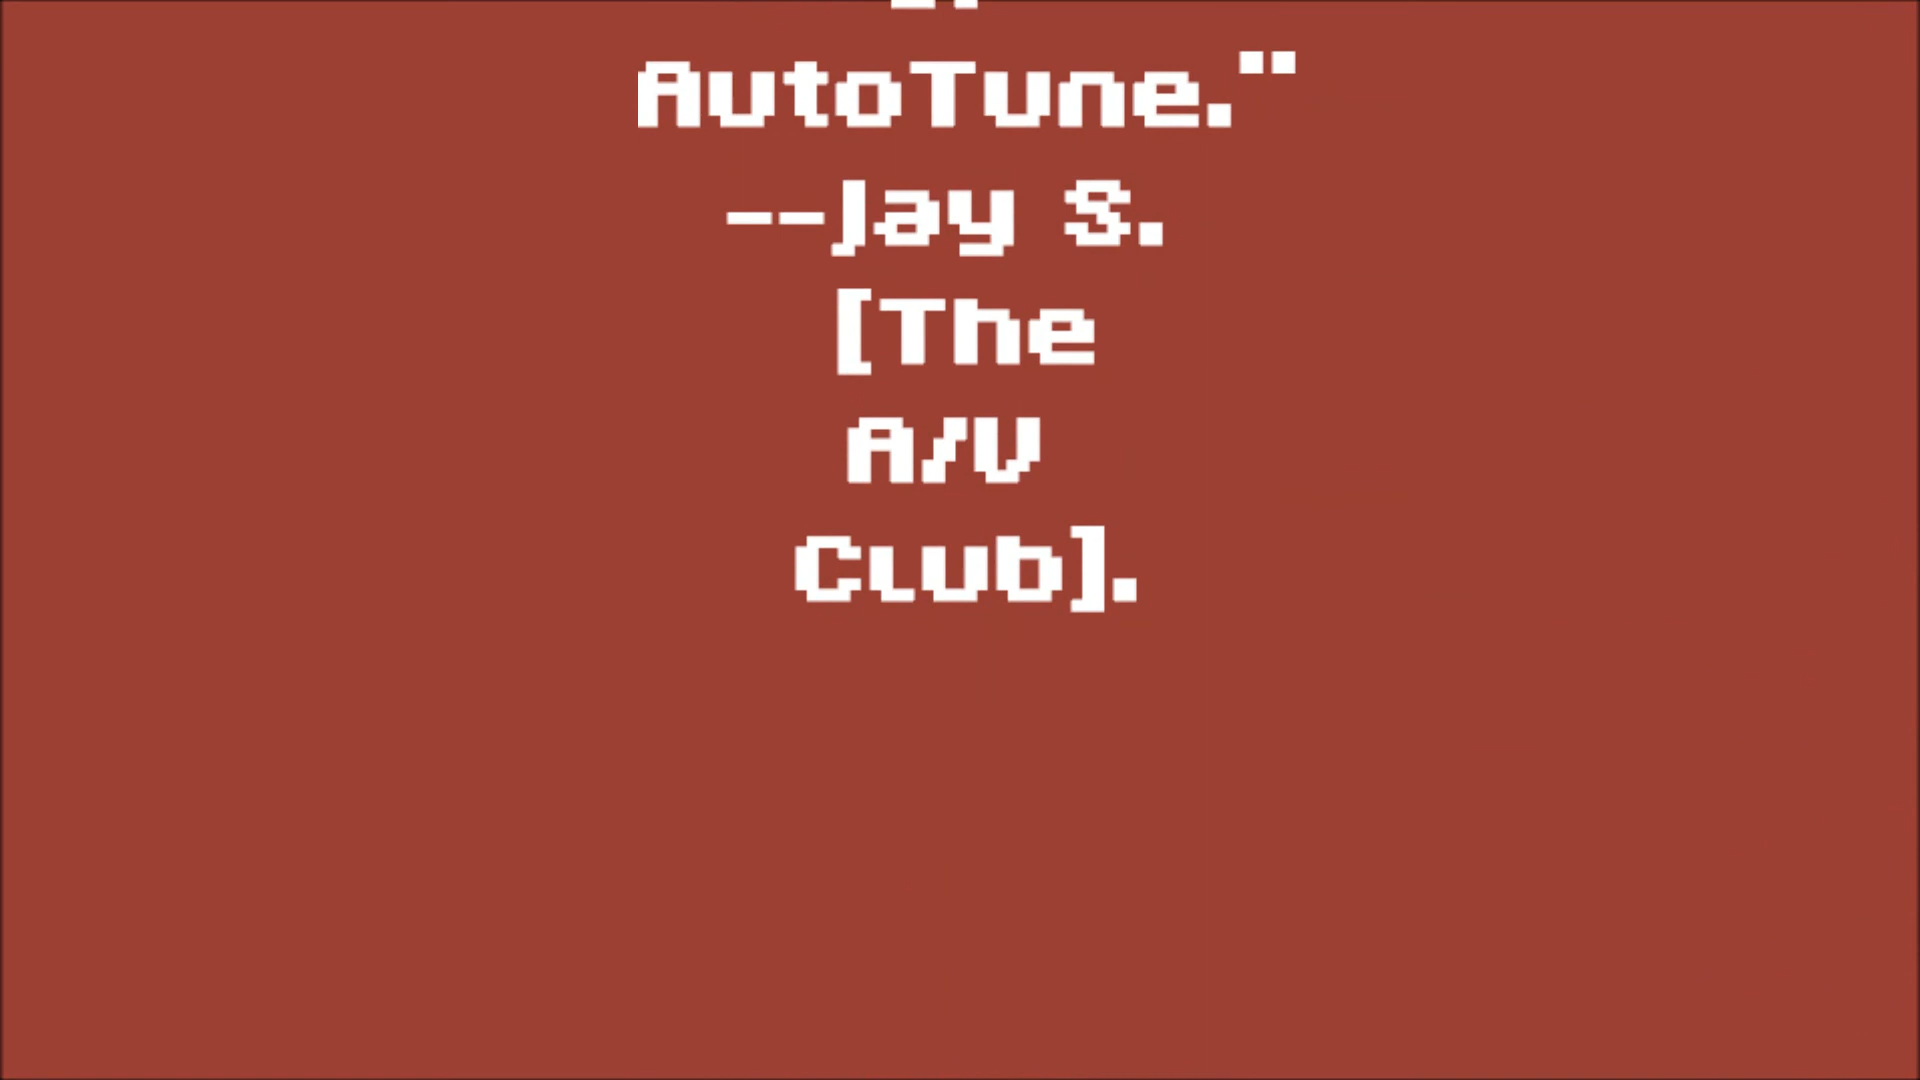 AutoTune."
--Jay S.
[The
A/V
Club].